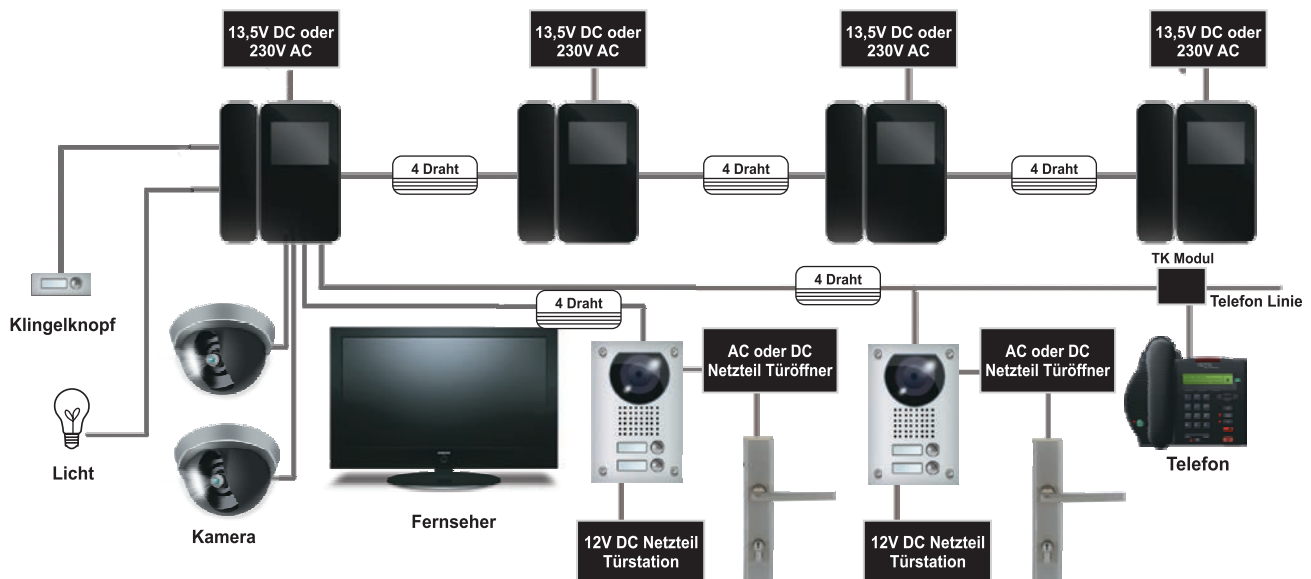 13,5V DC oder
230V AC
13,5V DC oder
230V AC
13,5V DC oder
230V AC
13,5V DC oder
230V AC
4 Draht
4 Draht
4 Draht
TK Modul
4 Draht
4 Draht
Telefon Linie
Klingelknopf
AC oder DC
Netzteil Türöffner
AC oder DC
Netzteil Türöffner
Licht
Kamera
Fernseher
Telefon
12V DC Netzteil
Türstation
12V DC Netzteil
Türstation